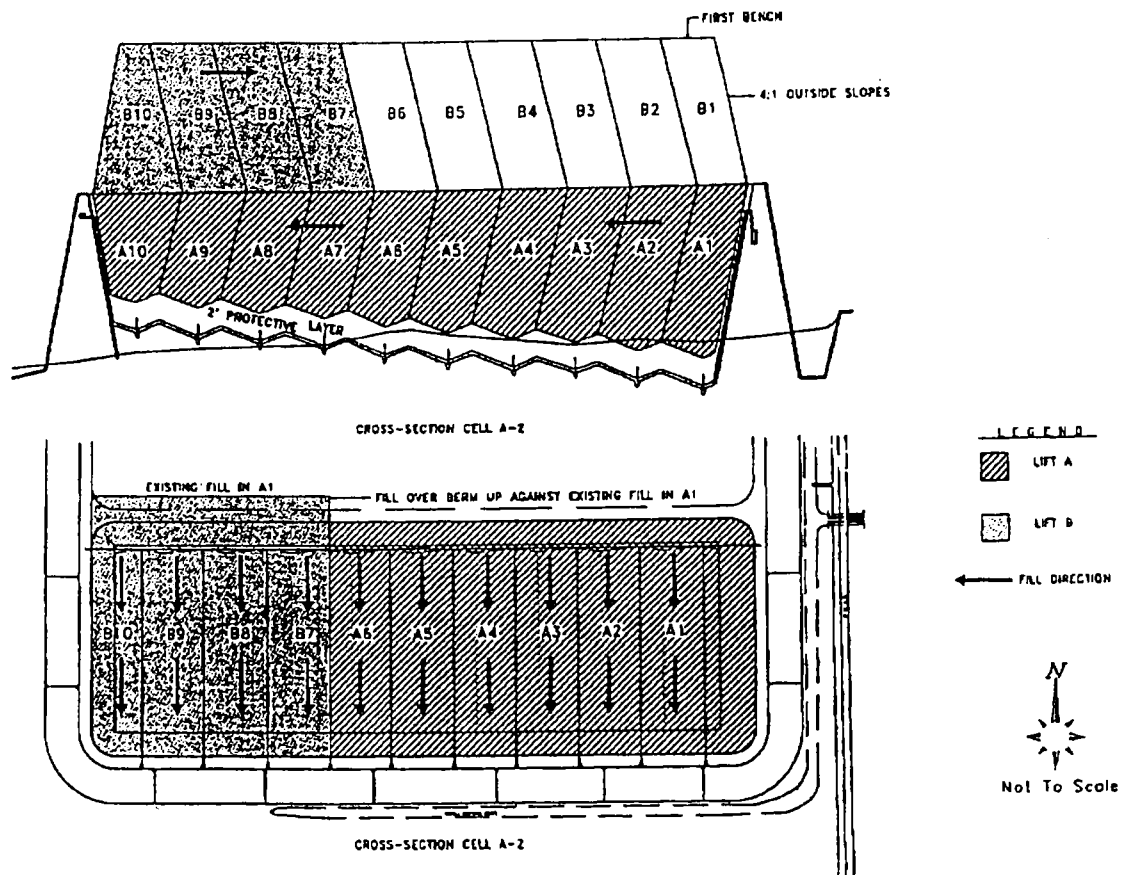 FIRST BENCH
4:1 OUTSIDE SLOPES
B10 B9 B8 B7 B6 B5 B4 B3 B2 B1
A10 A9 A8 A7 A6 A5 A4 A3 A2 A1
2' PROTECTIVE LAYER
CROSS-SECTION CELL A-2
EXISTING FILL IN A1
FILL OVER BERM UP AGAINST EXISTING FILL IN A1
B10 B9 B8 B7 A6 A5 A4 A3 A2 A1
CROSS-SECTION CELL A-2
LEGEND
LIFT A
LIFT B
FILL DIRECTION
N
Not To Scale